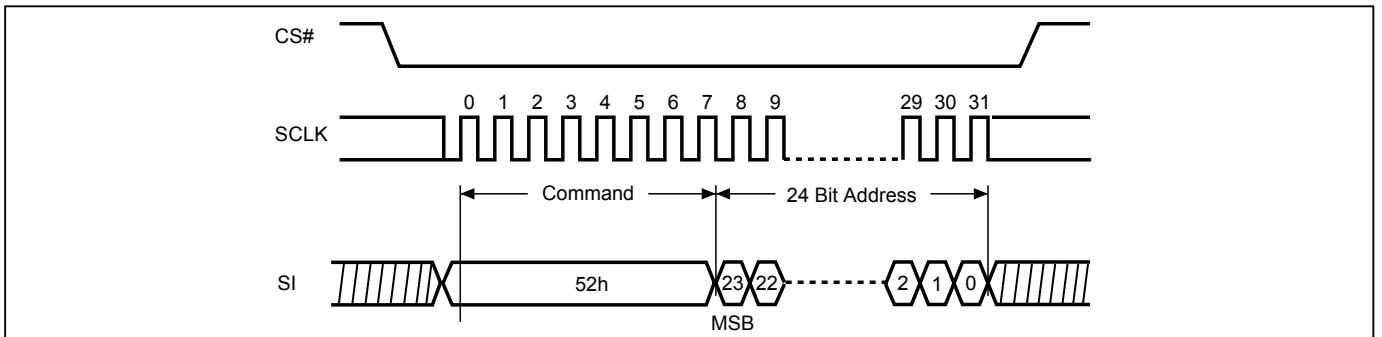 CS#
0 1 2 3 4 5 6 7 8 9 29 30 31
SCLK
Command 24 Bit Address
SI 52h 23 22 2 1 0
MSB